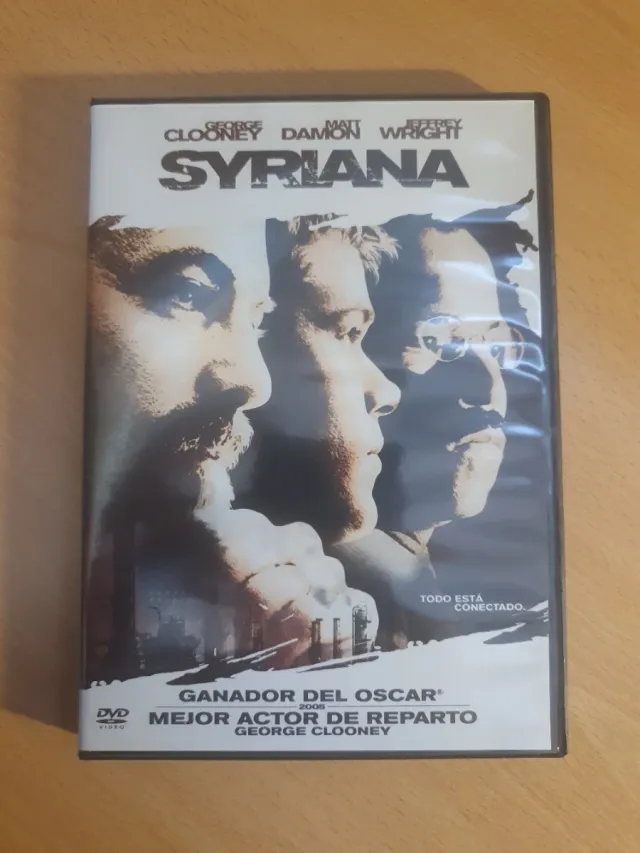 GEORGE CLOONEY MATT DAMON JEFFREY WRIGHT
SYRIANA
TODO ESTÁ
CONECTADO.
GANADOR DEL OSCAR®
2005
MEJOR ACTOR DE REPARTO
GEORGE CLOONEY
DVD
VIDEO